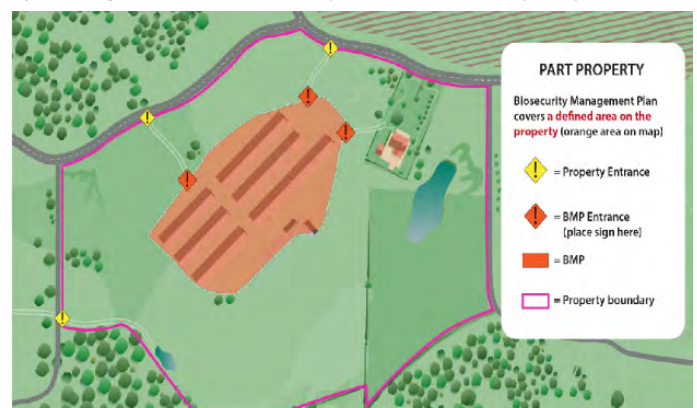 PART PROPERTY
Biosecurity Management Plan
covers a defined area on the
property (orange area on map)
! = Property Entrance
! = BMP Entrance
(place sign here)
= BMP
= Property boundary
!
!
!
!
!
!